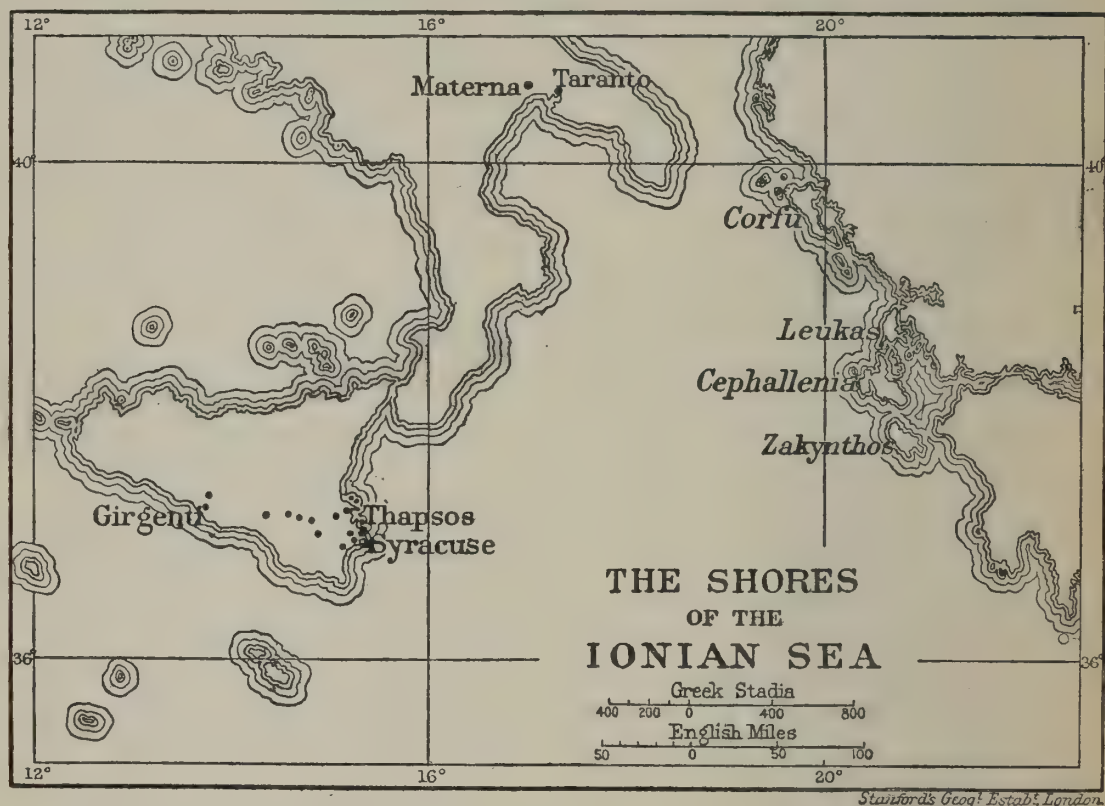 12° 16° 20°
Materna Taranto
40° 40°
Corfu
Leukas
Cephallenia
Zakynthos
Girgenti Thapsos
Syracuse
THE SHORES
OF THE
IONIAN SEA
36° 36°
Greek Stadia
400 200 0 400 800
English Miles
50 0 50 100
12° 16° 20°
Stanford's Geogl. Estabt. London